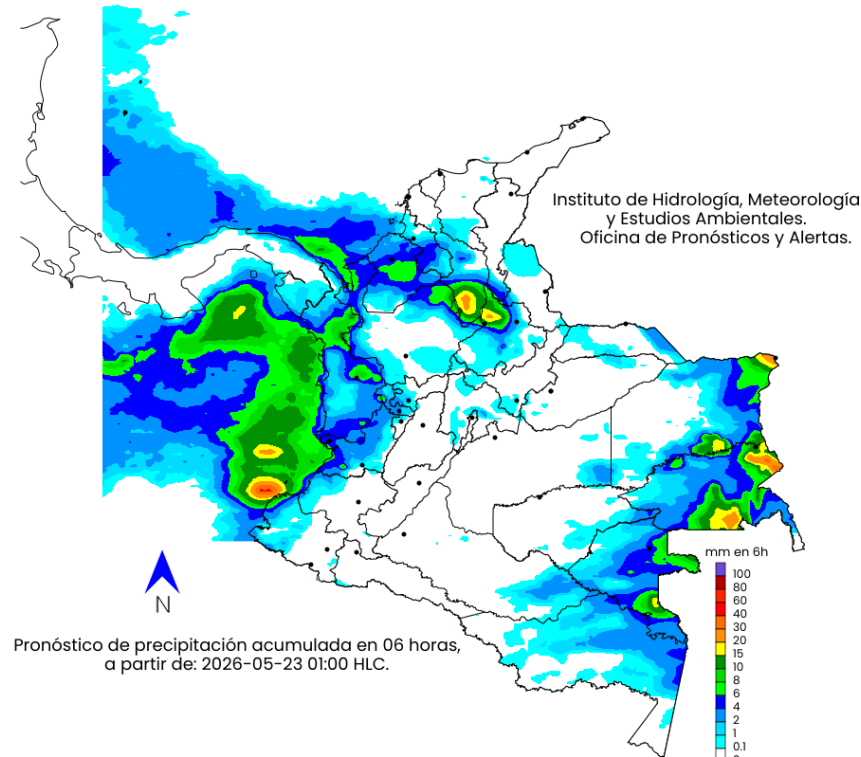 Instituto de Hidrología, Meteorología
y Estudios Ambientales.
Oficina de Pronósticos y Alertas.
N
Pronóstico de precipitación acumulada en 06 horas,
a partir de: 2026-05-23 01:00 HLC.
mm en 6h
100
80
60
40
30
20
15
10
8
6
4
2
1
0.1